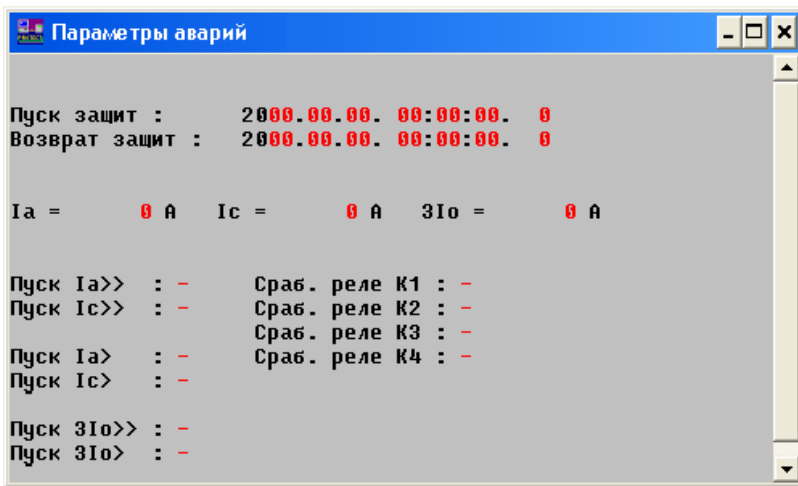 Параметры аварий
Пуск защит : 2000.00.00. 00:00:00. 0
Возврат защит : 2000.00.00. 00:00:00. 0
Ia = 0 A Ic = 0 A 3Io = 0 A
Пуск Ia>> : - Сраб. реле К1 : -
Пуск Ic>> : - Сраб. реле К2 : -
Сраб. реле К3 : -
Пуск Ia> : - Сраб. реле К4 : -
Пуск Ic> : -
Пуск 3Io>> : -
Пуск 3Io> : -